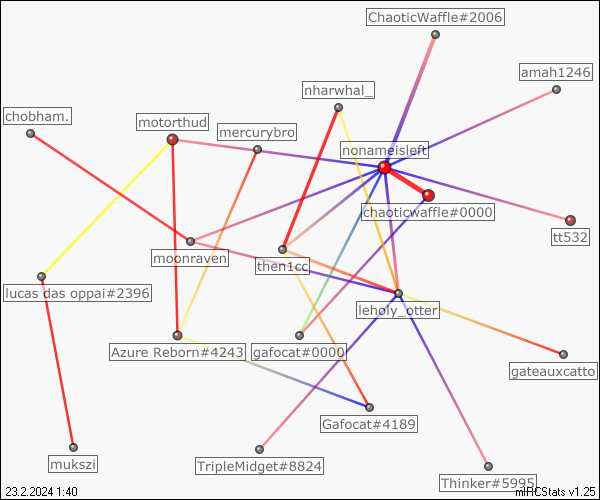 ChaoticWaffle#2006
amah1246
nharwhal_
chobham.
motorthud
mercurybro
nonameisleft
chaoticwaffle#0000
tt532
moonraven
then1cc
lucas das oppai#2396
leholy_otter
Azure Reborn#4243
gafocat#0000
gateauxcatto
Gafocat#4189
mukszi
TripleMidget#8824
Thinker#5995
23.2.2024 1:40
mIRCStats v1.25